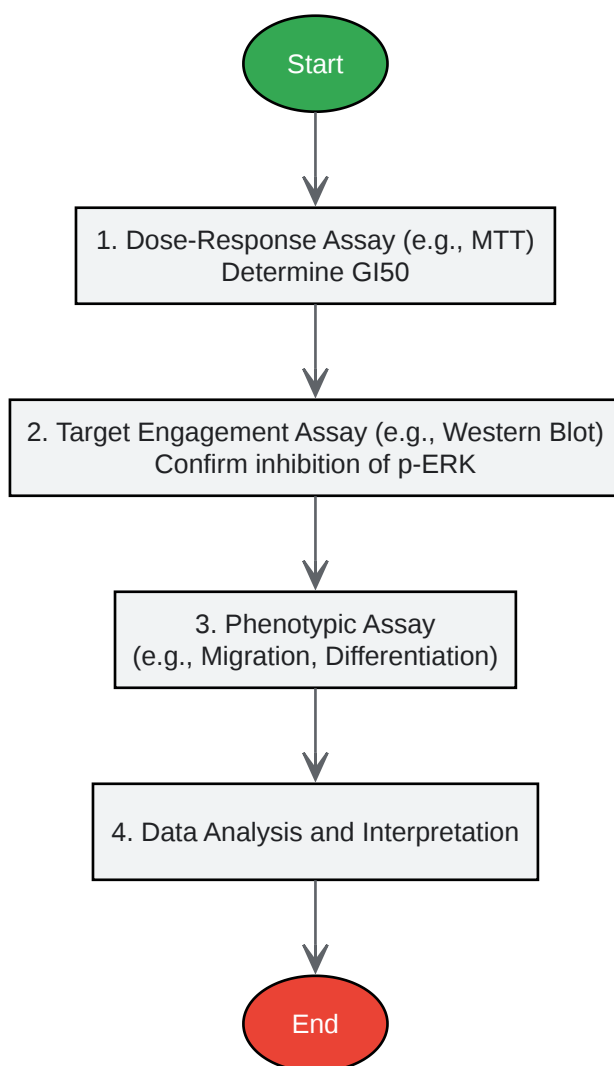 Start
1. Dose-Response Assay (e.g., MTT)
Determine GI50
2. Target Engagement Assay (e.g., Western Blot)
Confirm inhibition of p-ERK
3. Phenotypic Assay
(e.g., Migration, Differentiation)
4. Data Analysis and Interpretation
End